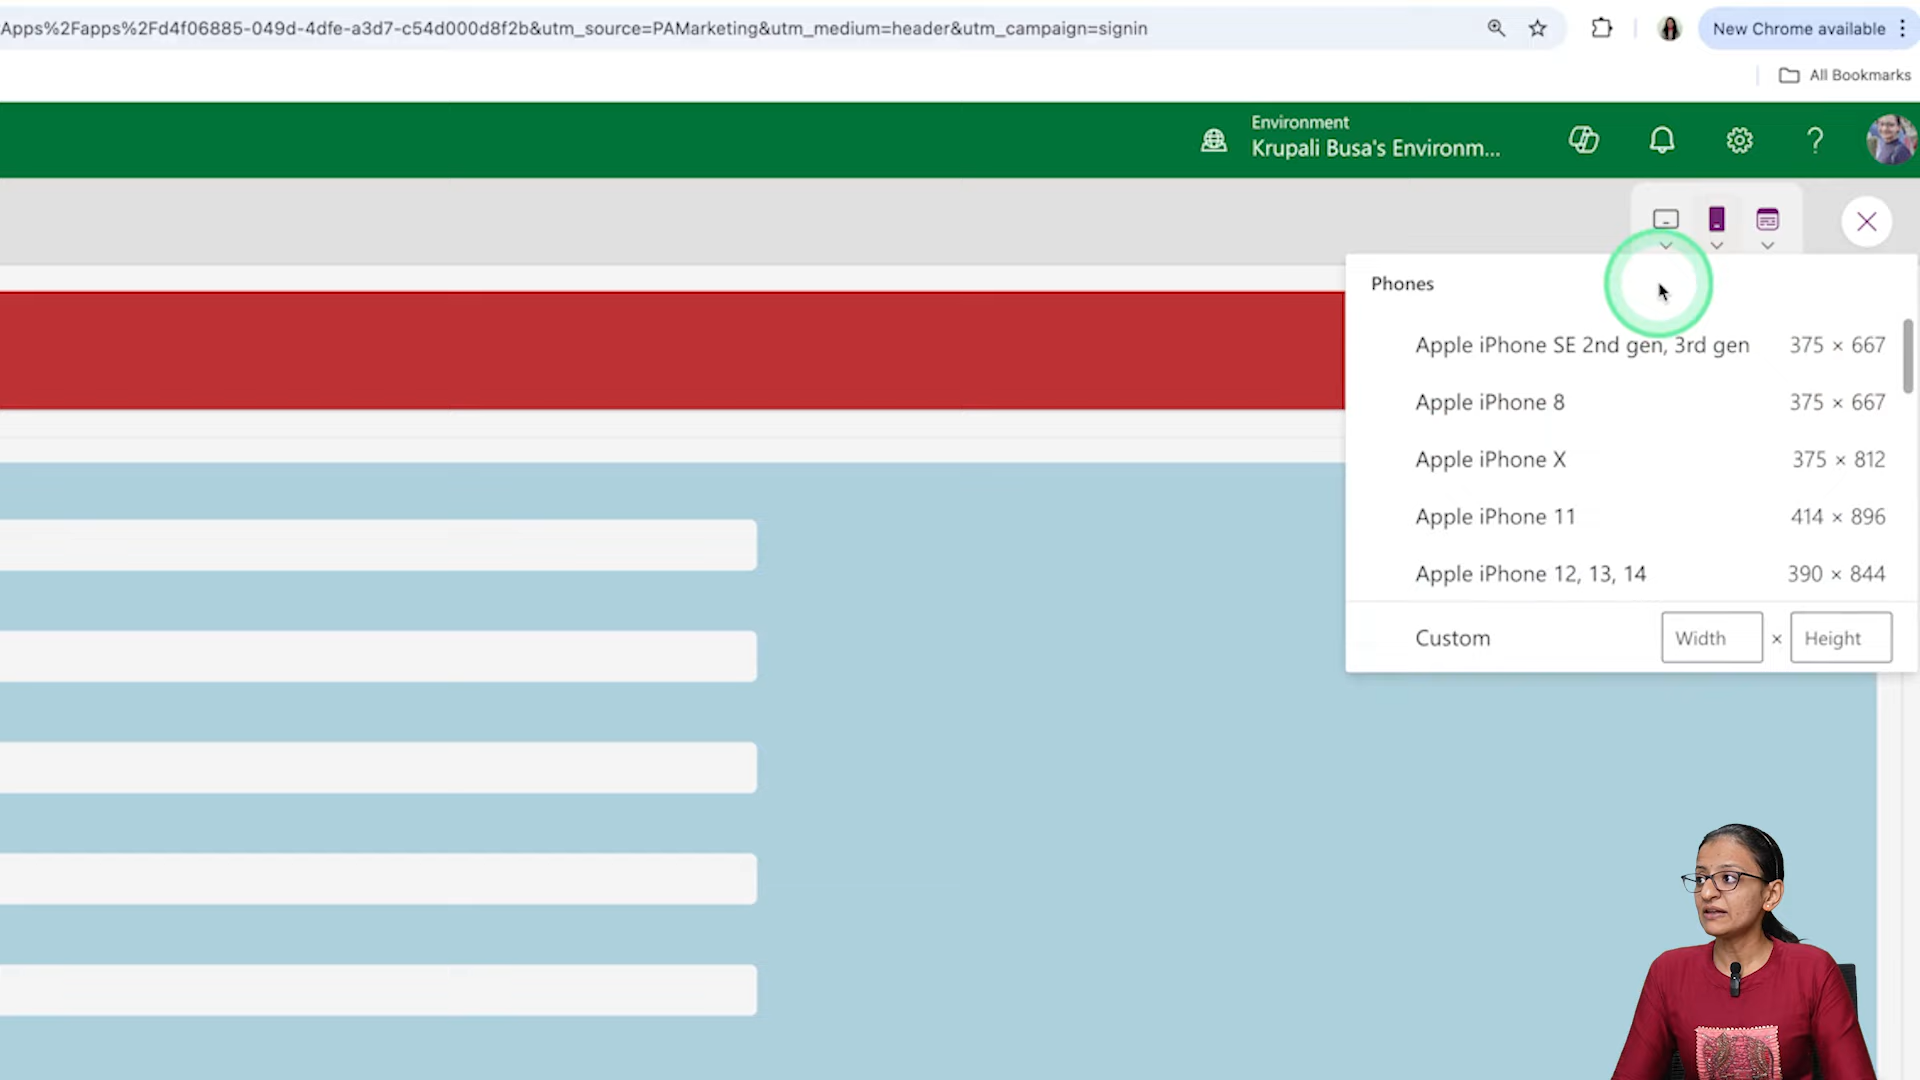 Apps%2Fapps%2Fd4f06885-049d-4dfe-a3d7-c54d000d8f2b&utm_source=PAMarketing&utm_medium=header&utm_campaign=signin
New Chrome available
All Bookmarks
Environment
Krupali Busa's Environm...
Phones
Apple iPhone SE 2nd gen, 3rd gen 375 × 667
Apple iPhone 8 375 × 667
Apple iPhone X 375 × 812
Apple iPhone 11 414 × 896
Apple iPhone 12, 13, 14 390 × 844
Custom Width × Height